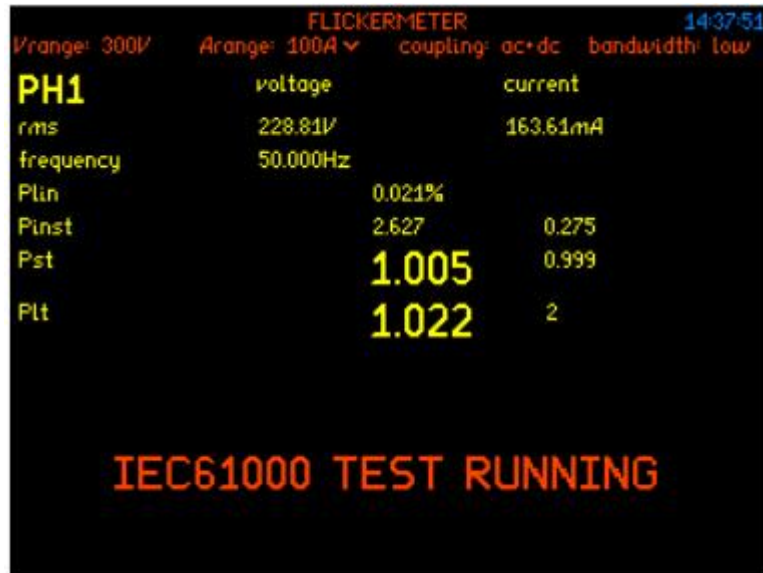 FLICKERMETER 14:37:51
Vrange: 300V Arange: 100A coupling: ac+dc bandwidth: low
PH1 voltage current
rms 228.81V 163.61mA
frequency 50.000Hz
Plin 0.021%
Pinst 2.627 0.275
Pst 1.005 0.999
Plt 1.022 2
IEC61000 TEST RUNNING